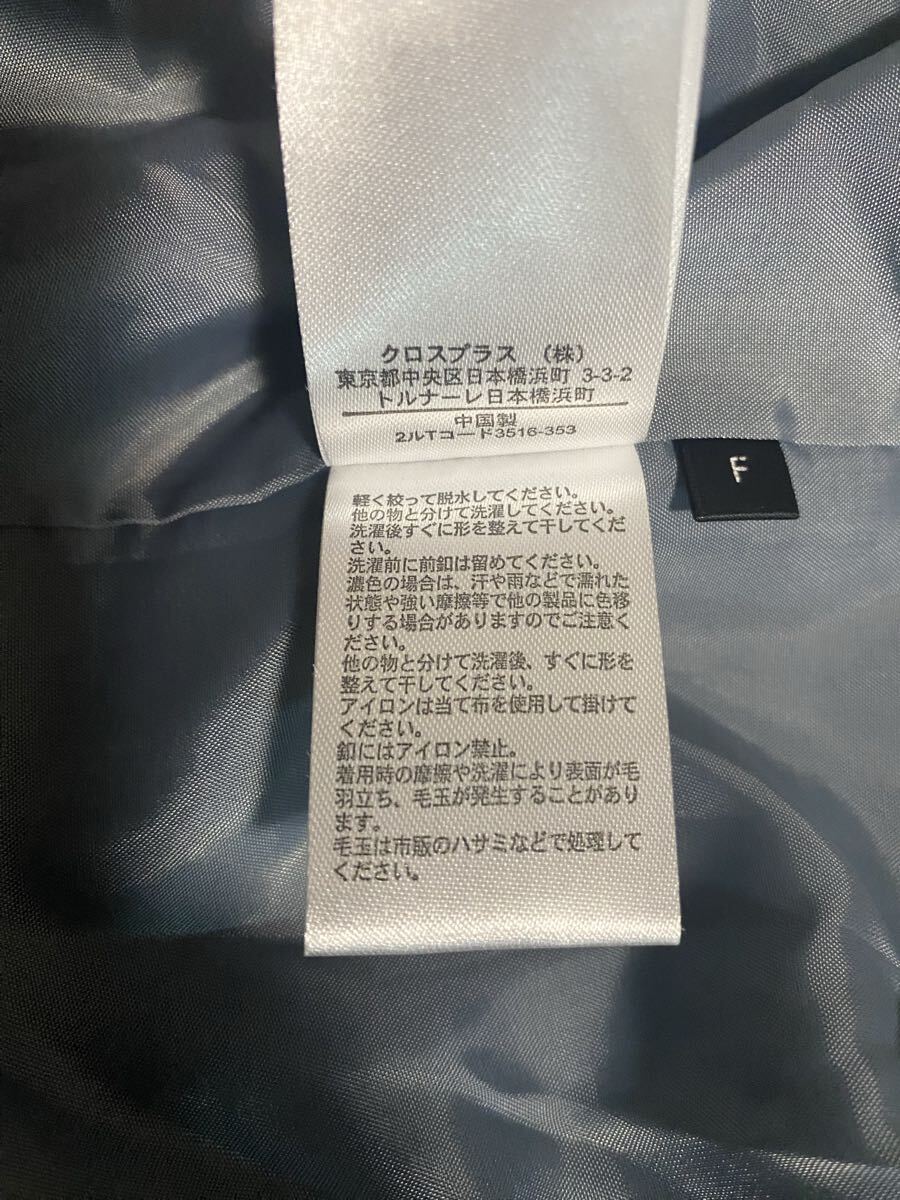 クロスプラス （株）
東京都中央区日本橋浜町 3-3-2
トルナーレ日本橋浜町
中国製
2ルTコード3516-353
F
軽く絞って脱水してください。
他の物と分けて洗濯してください。
洗濯後すぐに形を整えて干してくだ
さい。
洗濯前に前釦は留めてください。
濃色の場合は、汗や雨などで濡れた
状態や強い摩擦等で他の製品に色移
りする場合がありますのでご注意く
ださい。
他の物と分けて洗濯後、すぐに形を
整えて干してください。
アイロンは当て布を使用して掛けて
ください。
釦にはアイロン禁止。
着用時の摩擦や洗濯により表面が毛
羽立ち、毛玉が発生することがあり
ます。
毛玉は市販のハサミなどで処理して
ください。